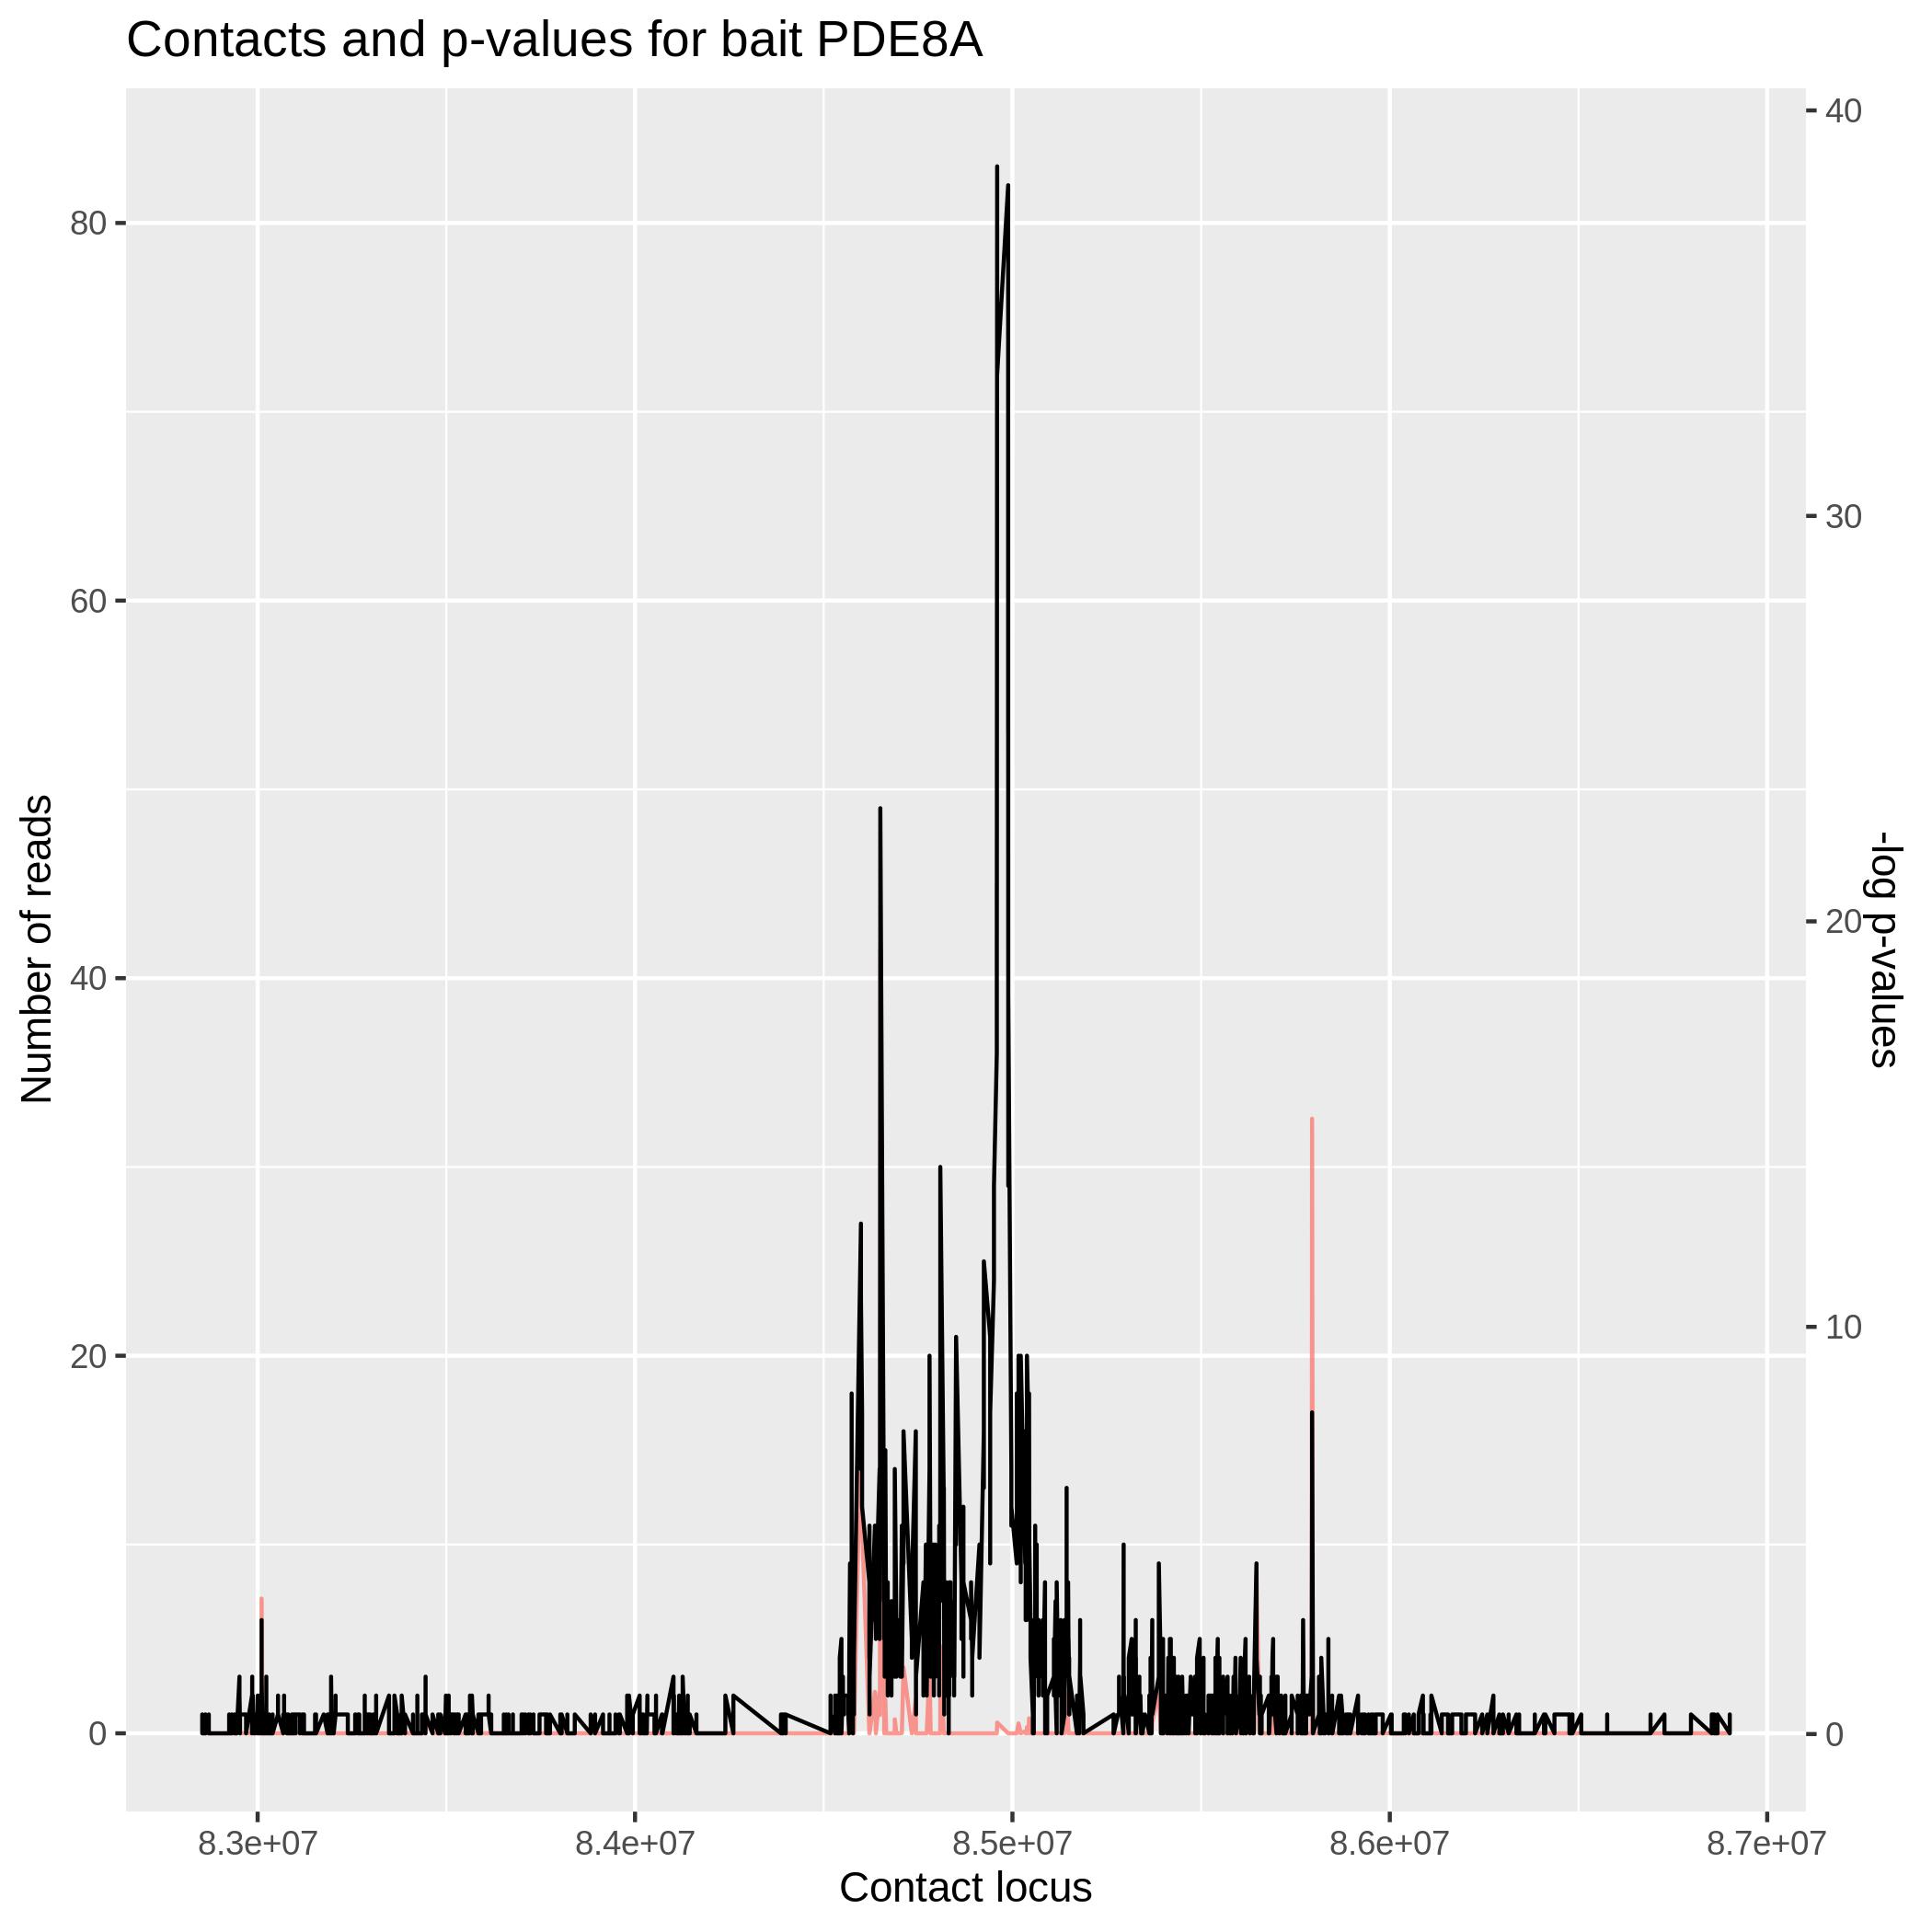 Contacts and p-values for bait PDE8A
Number of reads
80
60
40
20
0
40
30
20
10
0
-log p-values
8.3e+07
8.4e+07
8.5e+07
8.6e+07
8.7e+07
Contact locus